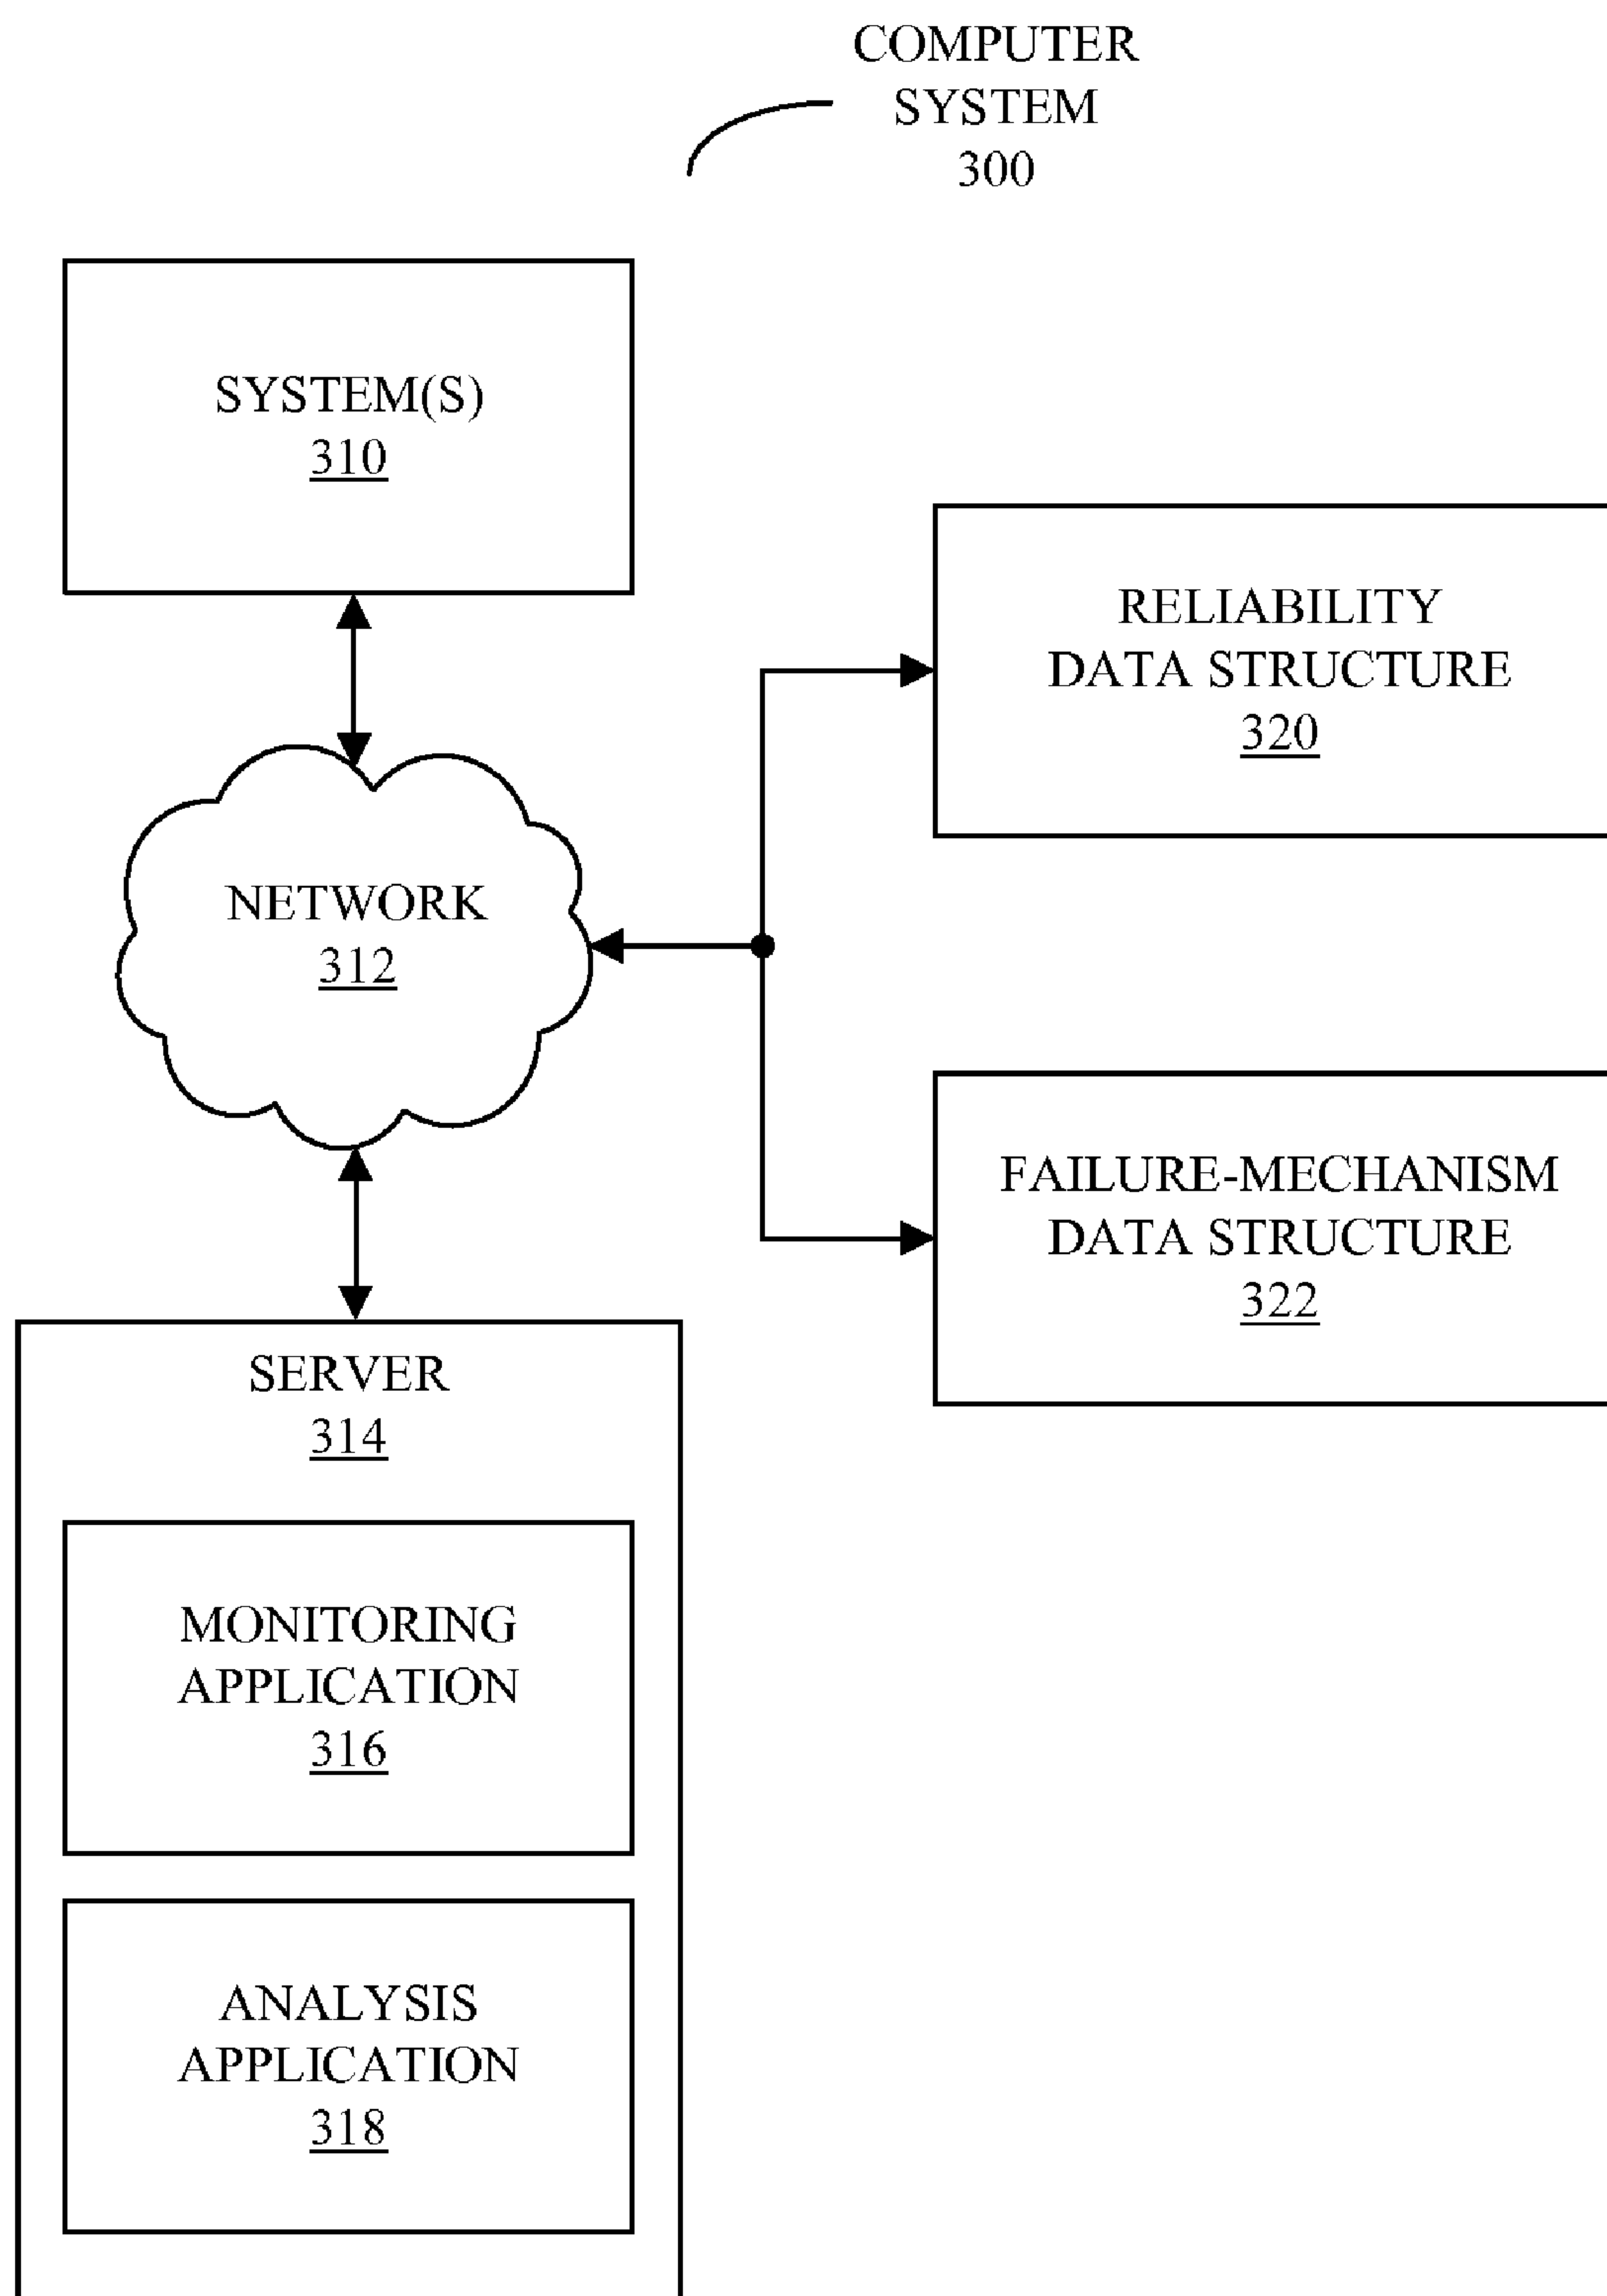 COMPUTER
SYSTEM
300
SYSTEM(S)
310
RELIABILITY
DATA STRUCTURE
320
NETWORK
312
FAILURE-MECHANISM
DATA STRUCTURE
322
SERVER
314
MONITORING
APPLICATION
316
ANALYSIS
APPLICATION
318